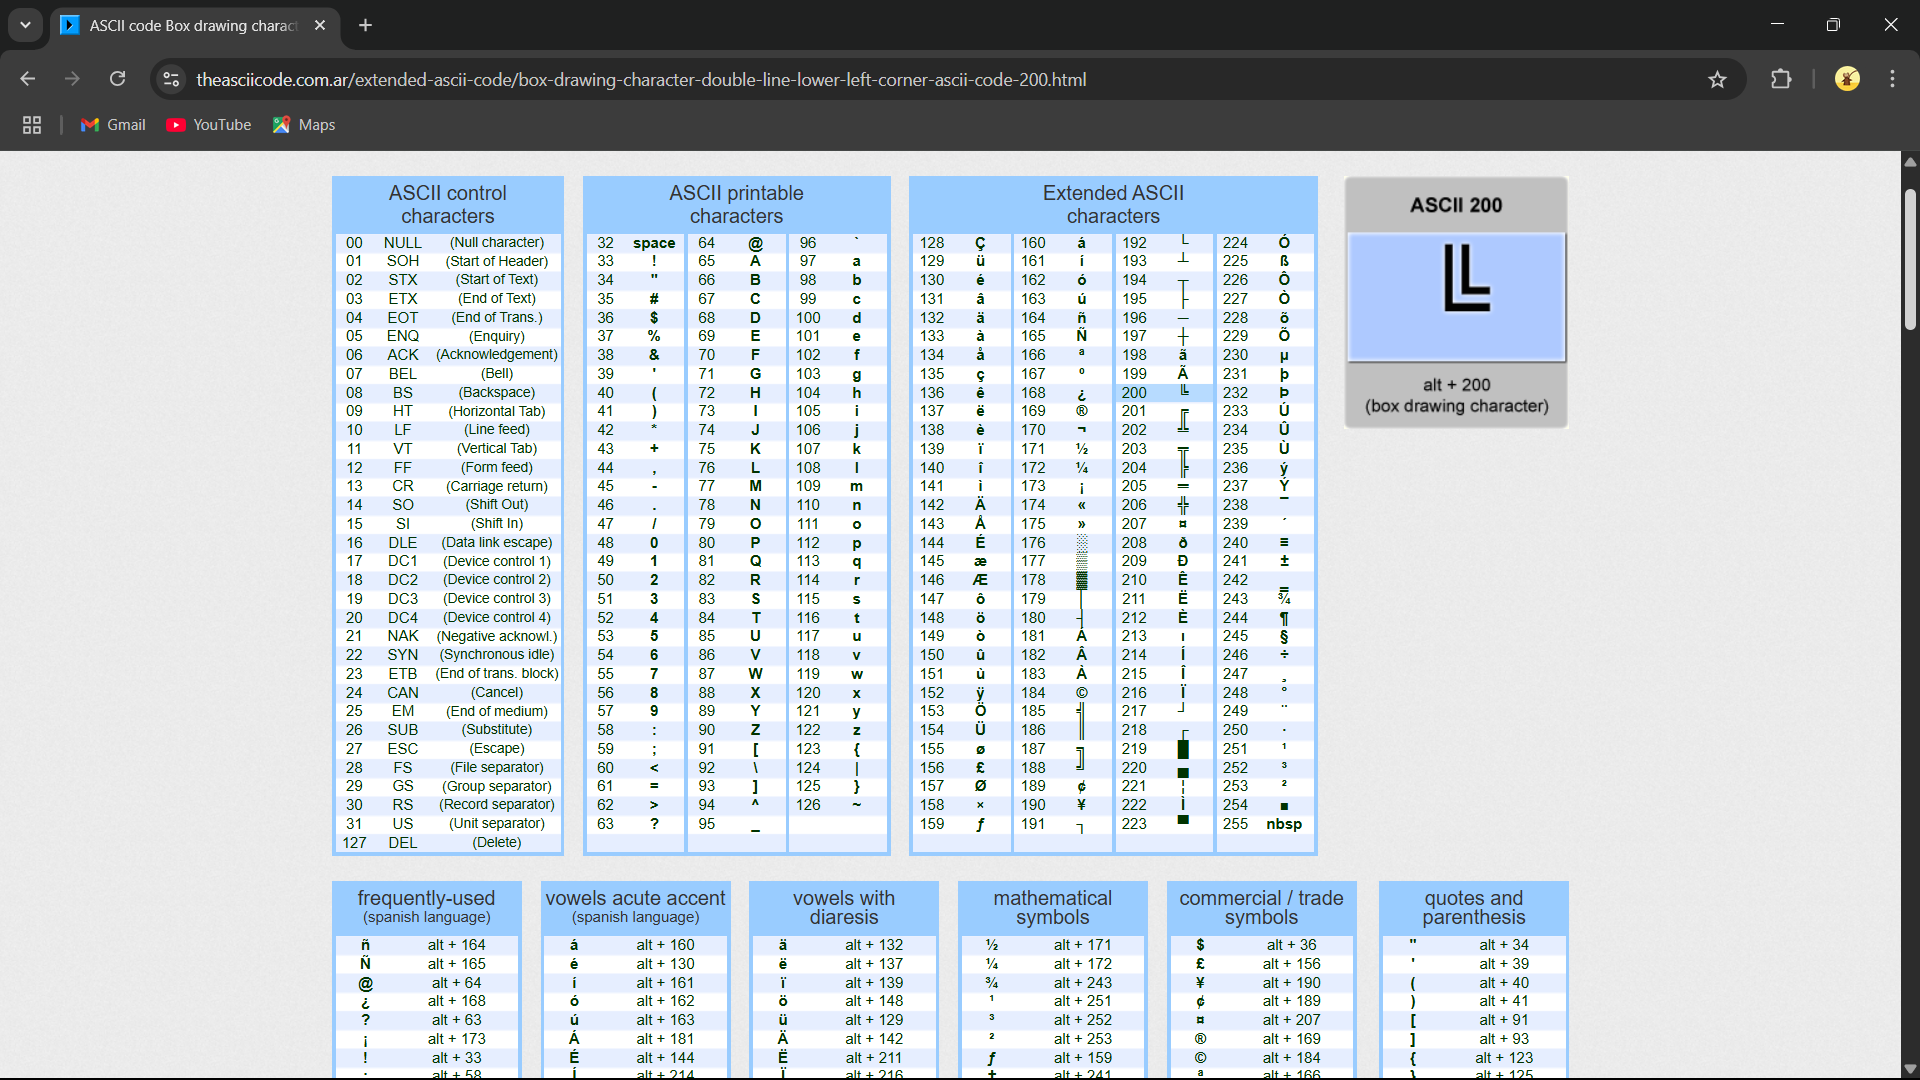 ASCII code Box drawing charact
theasciicode.com.ar/extended-ascii-code/box-drawing-character-double-line-lower-left-corner-ascii-code-200.html
Gmail YouTube Maps
ASCII control
characters
00 NULL (Null character)
01 SOH (Start of Header)
02 STX (Start of Text)
03 ETX (End of Text)
04 EOT (End of Trans.)
05 ENQ (Enquiry)
06 ACK (Acknowledgement)
07 BEL (Bell)
08 BS (Backspace)
09 HT (Horizontal Tab)
10 LF (Line feed)
11 VT (Vertical Tab)
12 FF (Form feed)
13 CR (Carriage return)
14 SO (Shift Out)
15 SI (Shift In)
16 DLE (Data link escape)
17 DC1 (Device control 1)
18 DC2 (Device control 2)
19 DC3 (Device control 3)
20 DC4 (Device control 4)
21 NAK (Negative acknowl.)
22 SYN (Synchronous idle)
23 ETB (End of trans. block)
24 CAN (Cancel)
25 EM (End of medium)
26 SUB (Substitute)
27 ESC (Escape)
28 FS (File separator)
29 GS (Group separator)
30 RS (Record separator)
31 US (Unit separator)
127 DEL (Delete)
ASCII printable
characters
32 space 64 @ 96 `
33 ! 65 A 97 a
34 " 66 B 98 b
35 # 67 C 99 c
36 $ 68 D 100 d
37 % 69 E 101 e
38 & 70 F 102 f
39 ' 71 G 103 g
40 ( 72 H 104 h
41 ) 73 I 105 i
42 * 74 J 106 j
43 + 75 K 107 k
44 , 76 L 108 l
45 - 77 M 109 m
46 . 78 N 110 n
47 / 79 O 111 o
48 0 80 P 112 p
49 1 81 Q 113 q
50 2 82 R 114 r
51 3 83 S 115 s
52 4 84 T 116 t
53 5 85 U 117 u
54 6 86 V 118 v
55 7 87 W 119 w
56 8 88 X 120 x
57 9 89 Y 121 y
58 : 90 Z 122 z
59 ; 91 [ 123 {
60 < 92 \ 124 |
61 = 93 ] 125 }
62 > 94 ^ 126 ~
63 ? 95 _
Extended ASCII
characters
128 Ç 160 á 192 └ 224 Ó
129 ü 161 í 193 ┴ 225 ß
130 é 162 ó 194 ┬ 226 Ô
131 â 163 ú 195 ├ 227 Ò
132 ä 164 ñ 196 ─ 228 õ
133 à 165 Ñ 197 ┼ 229 Õ
134 å 166 ª 198 ã 230 µ
135 ç 167 º 199 Ã 231 þ
136 ê 168 ¿ 200 ╚ 232 Þ
137 ë 169 ® 201 ╔ 233 Ú
138 è 170 ¬ 202 ╩ 234 Û
139 ï 171 ½ 203 ╦ 235 Ù
140 î 172 ¼ 204 ╠ 236 ý
141 ì 173 ¡ 205 ═ 237 Ý
142 Ä 174 « 206 ╬ 238 ¯
143 Å 175 » 207 ¤ 239 ´
144 É 176 ░ 208 ð 240 ≡
145 æ 177 ▒ 209 Ð 241 ±
146 Æ 178 ▓ 210 Ê 242 ‗
147 ô 179 │ 211 Ë 243 ¾
148 ö 180 ┤ 212 È 244 ¶
149 ò 181 Á 213 ı 245 §
150 û 182 Â 214 Í 246 ÷
151 ù 183 À 215 Î 247 ¸
152 ÿ 184 © 216 Ï 248 °
153 Ö 185 ╣ 217 ┘ 249 ¨
154 Ü 186 ║ 218 ┌ 250 ·
155 ø 187 ╗ 219 █ 251 ¹
156 £ 188 ╝ 220 ▄ 252 ³
157 Ø 189 ¢ 221 ¦ 253 ²
158 × 190 ¥ 222 Ì 254 ■
159 ƒ 191 ┐ 223 ▀ 255 nbsp
ASCII 200
╚
alt + 200
(box drawing character)
frequently-used
(spanish language)
ñ alt + 164
Ñ alt + 165
@ alt + 64
¿ alt + 168
? alt + 63
¡ alt + 173
! alt + 33
: alt + 58
vowels acute accent
(spanish language)
á alt + 160
é alt + 130
í alt + 161
ó alt + 162
ú alt + 163
Á alt + 181
É alt + 144
Í alt + 214
vowels with
diaresis
ä alt + 132
ë alt + 137
ï alt + 139
ö alt + 148
ü alt + 129
Ä alt + 142
Ë alt + 211
Ï alt + 216
mathematical
symbols
½ alt + 171
¼ alt + 172
¾ alt + 243
¹ alt + 251
³ alt + 252
² alt + 253
ƒ alt + 159
± alt + 241
commercial / trade
symbols
$ alt + 36
£ alt + 156
¥ alt + 190
¢ alt + 189
¤ alt + 207
® alt + 169
© alt + 184
ª alt + 166
quotes and
parenthesis
" alt + 34
' alt + 39
( alt + 40
) alt + 41
[ alt + 91
] alt + 93
{ alt + 123
} alt + 125